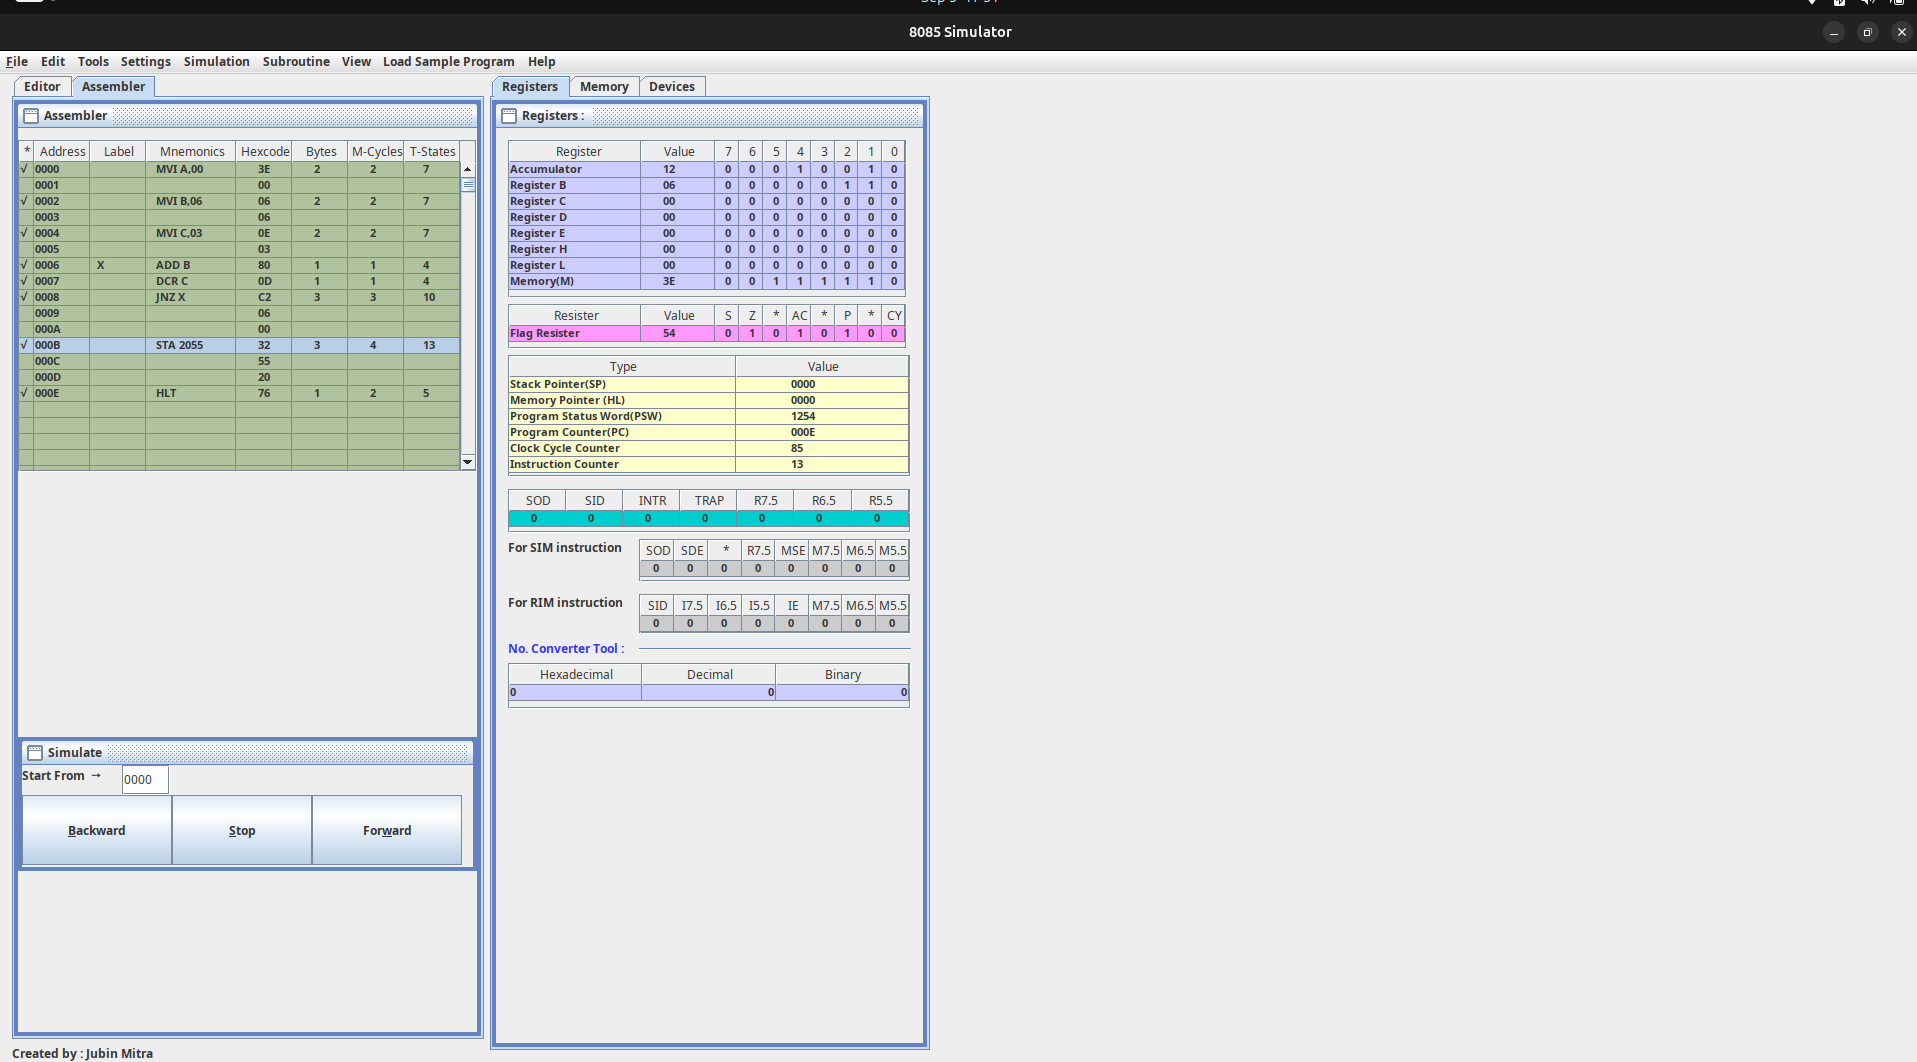 8085 Simulator
File Edit Tools Settings Simulation Subroutine View Load Sample Program Help
Editor Assembler
Assembler
* Address Label Mnemonics Hexcode Bytes M-Cycles T-States
√ 0000 MVI A,00 3E 2 2 7
0001 00
√ 0002 MVI B,06 06 2 2 7
0003 06
√ 0004 MVI C,03 0E 2 2 7
0005 03
√ 0006 X ADD B 80 1 1 4
√ 0007 DCR C 0D 1 1 4
√ 0008 JNZ X C2 3 3 10
0009 06
000A 00
√ 000B STA 2055 32 3 4 13
000C 55
000D 20
√ 000E HLT 76 1 2 5
Simulate
Start From → 0000
Backward Stop Forward
Registers Memory Devices
Registers :
Register Value 7 6 5 4 3 2 1 0
Accumulator 12 0 0 0 1 0 0 1 0
Register B 06 0 0 0 0 0 1 1 0
Register C 00 0 0 0 0 0 0 0 0
Register D 00 0 0 0 0 0 0 0 0
Register E 00 0 0 0 0 0 0 0 0
Register H 00 0 0 0 0 0 0 0 0
Register L 00 0 0 0 0 0 0 0 0
Memory(M) 3E 0 0 1 1 1 1 1 0
Resister Value S Z * AC * P * CY
Flag Resister 54 0 1 0 1 0 1 0 0
Type Value
Stack Pointer(SP) 0000
Memory Pointer (HL) 0000
Program Status Word(PSW) 1254
Program Counter(PC) 000E
Clock Cycle Counter 85
Instruction Counter 13
SOD SID INTR TRAP R7.5 R6.5 R5.5
0 0 0 0 0 0 0
For SIM instruction
SOD SDE * R7.5 MSE M7.5 M6.5 M5.5
0 0 0 0 0 0 0 0
For RIM instruction
SID I7.5 I6.5 I5.5 IE M7.5 M6.5 M5.5
0 0 0 0 0 0 0 0
No. Converter Tool :
Hexadecimal Decimal Binary
0 0 0
Created by : Jubin Mitra